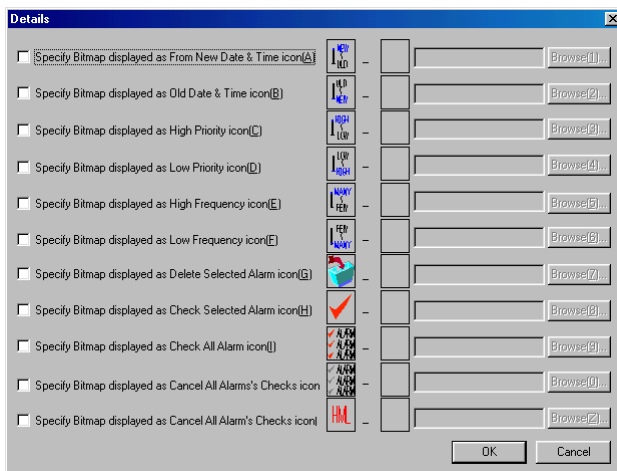 Details
Specify Bitmap displayed as From New Date & Time icon(A) NEW OLD – Browse(1)...
Specify Bitmap displayed as Old Date & Time icon(B) OLD NEW – Browse(2)...
Specify Bitmap displayed as High Priority icon(C) HIGH LOW – Browse(3)...
Specify Bitmap displayed as Low Priority icon(D) LOW HIGH – Browse(4)...
Specify Bitmap displayed as High Frequency icon(E) MANY FEW – Browse(5)...
Specify Bitmap displayed as Low Frequency icon(F) FEW MANY – Browse(6)...
Specify Bitmap displayed as Delete Selected Alarm icon(G) – Browse(7)...
Specify Bitmap displayed as Check Selected Alarm icon(H) – Browse(8)...
Specify Bitmap displayed as Check All Alarm icon(I) ALARM ALARM ALARM – Browse(9)...
Specify Bitmap displayed as Cancel All Alarms's Checks icon ALARM ALARM ALARM – Browse(0)...
Specify Bitmap displayed as Cancel All Alarm's Checks icon( HML – Browse(Z)...
OK Cancel